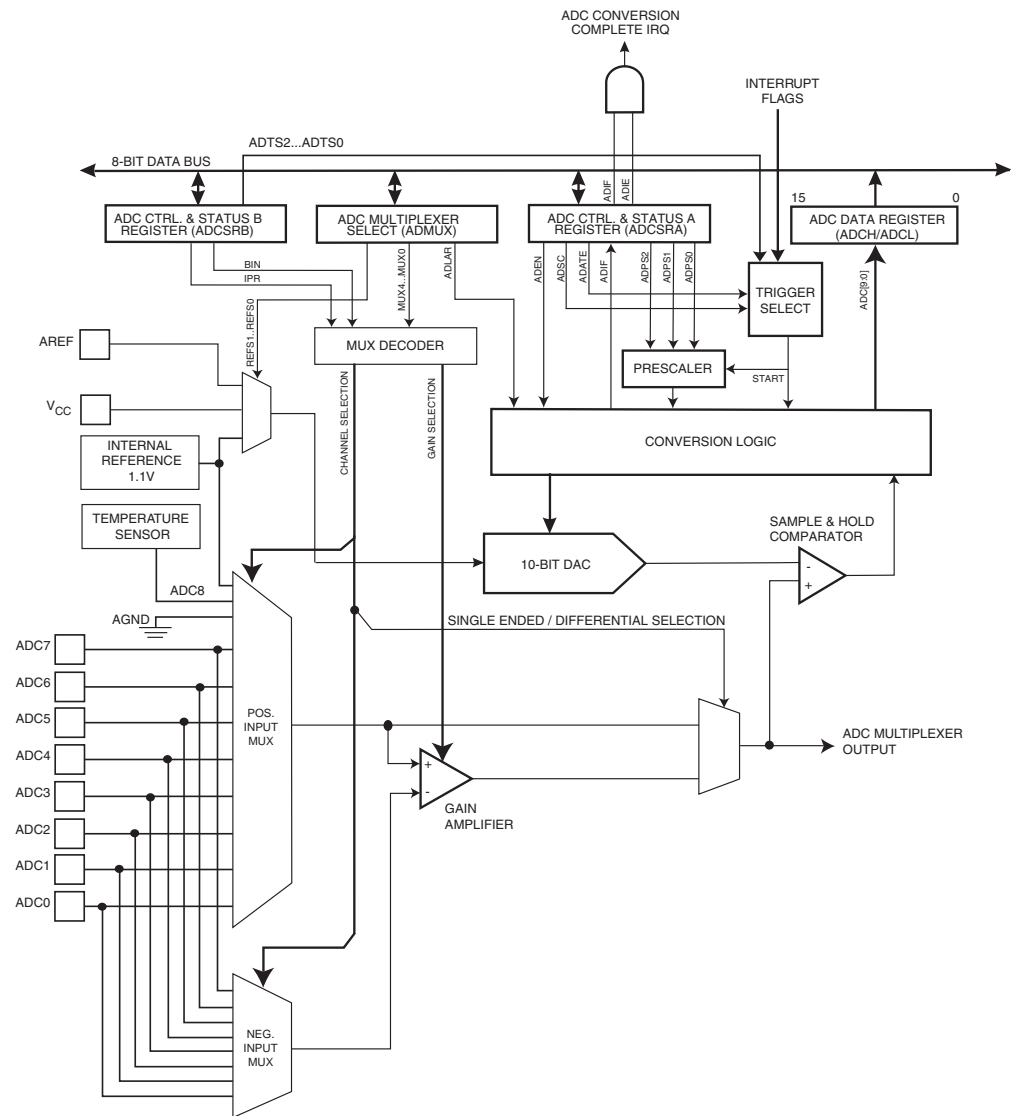 ADC CONVERSION
COMPLETE IRQ
INTERRUPT
FLAGS
ADTS2...ADTS0
8-BIT DATA BUS
ADIF
ADIE
15
0
ADC CTRL. & STATUS B
REGISTER (ADCSRB)
ADC MULTIPLEXER
SELECT (ADMUX)
ADC CTRL. & STATUS A
REGISTER (ADCSRA)
ADC DATA REGISTER
(ADCH/ADCL)
BIN
IPR
REFS1..REFS0
MUX4...MUX0
ADLAR
ADEN
ADSC
ADATE
ADIF
ADPS2
ADPS1
ADPS0
ADC[9:0]
TRIGGER
SELECT
MUX DECODER
PRESCALER
START
AREF
VCC
INTERNAL
REFERENCE
1.1V
CHANNEL SELECTION
GAIN SELECTION
CONVERSION LOGIC
TEMPERATURE
SENSOR
SAMPLE & HOLD
COMPARATOR
10-BIT DAC
-
+
ADC8
AGND
SINGLE ENDED / DIFFERENTIAL SELECTION
ADC7
ADC6
ADC5
ADC4
ADC3
ADC2
ADC1
ADC0
POS.
INPUT
MUX
+
-
GAIN
AMPLIFIER
ADC MULTIPLEXER
OUTPUT
NEG.
INPUT
MUX